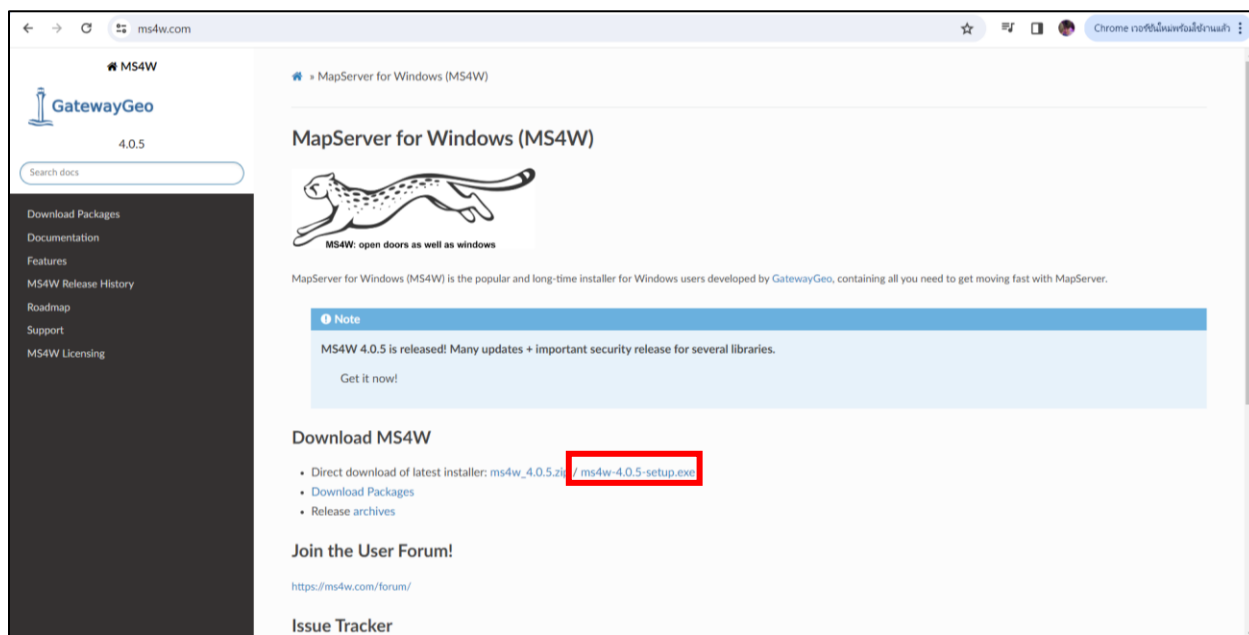 ms4w.com
Chrome เวอร์ชันใหม่พร้อมใช้งานแล้ว
MS4W
GatewayGeo
4.0.5
Search docs
Download Packages
Documentation
Features
MS4W Release History
Roadmap
Support
MS4W Licensing
» MapServer for Windows (MS4W)
MapServer for Windows (MS4W)
MS4W: open doors as well as windows
MapServer for Windows (MS4W) is the popular and long-time installer for Windows users developed by GatewayGeo, containing all you need to get moving fast with MapServer.
Note
MS4W 4.0.5 is released! Many updates + important security release for several libraries.
Get it now!
Download MS4W
• Direct download of latest installer: ms4w_4.0.5.zip / ms4w-4.0.5-setup.exe
• Download Packages
• Release archives
Join the User Forum!
https://ms4w.com/forum/
Issue Tracker